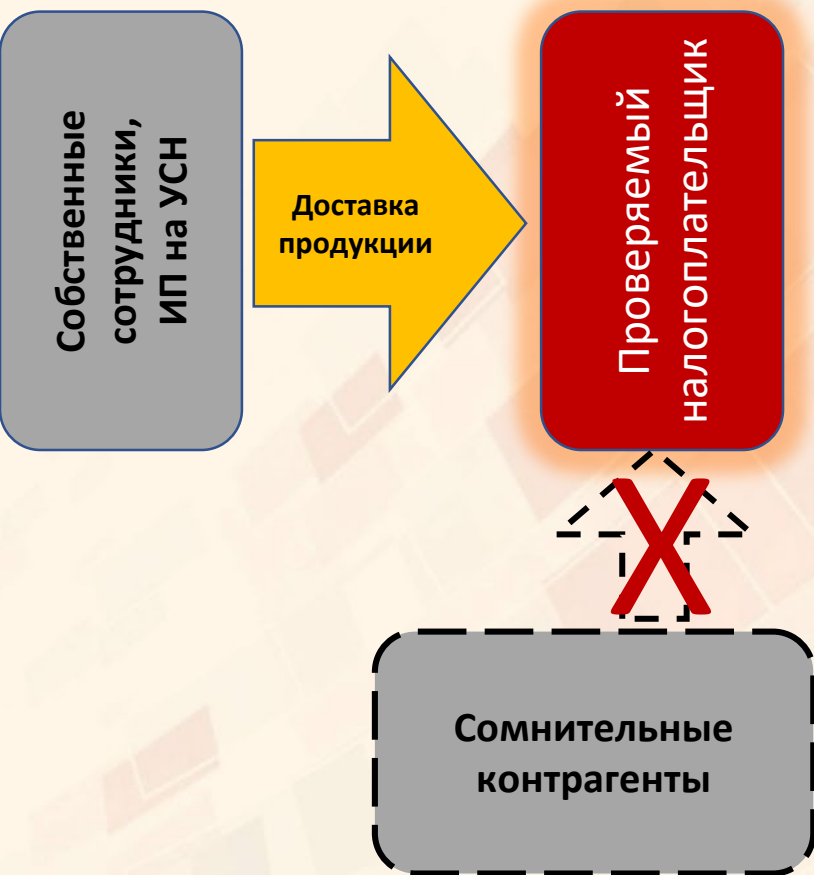 Собственные
сотрудники,
ИП на УСН
Доставка
продукции
Проверяемый
налогоплательщик
X
Сомнительные
контрагенты